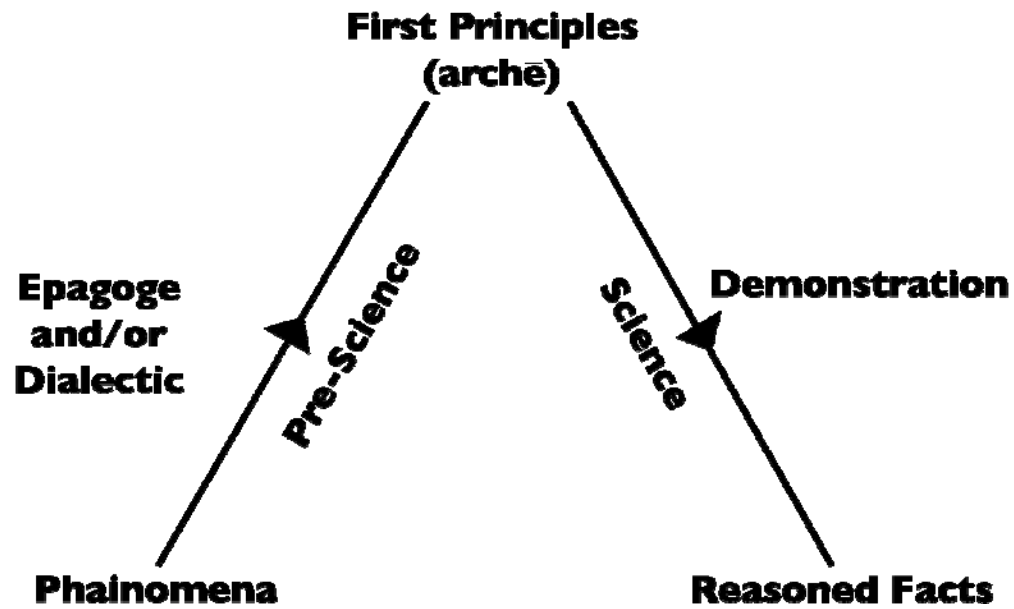 First Principles
(archē)
Epagoge
and/or
Dialectic
Pre-Science
Science
Demonstration
Phainomena
Reasoned Facts